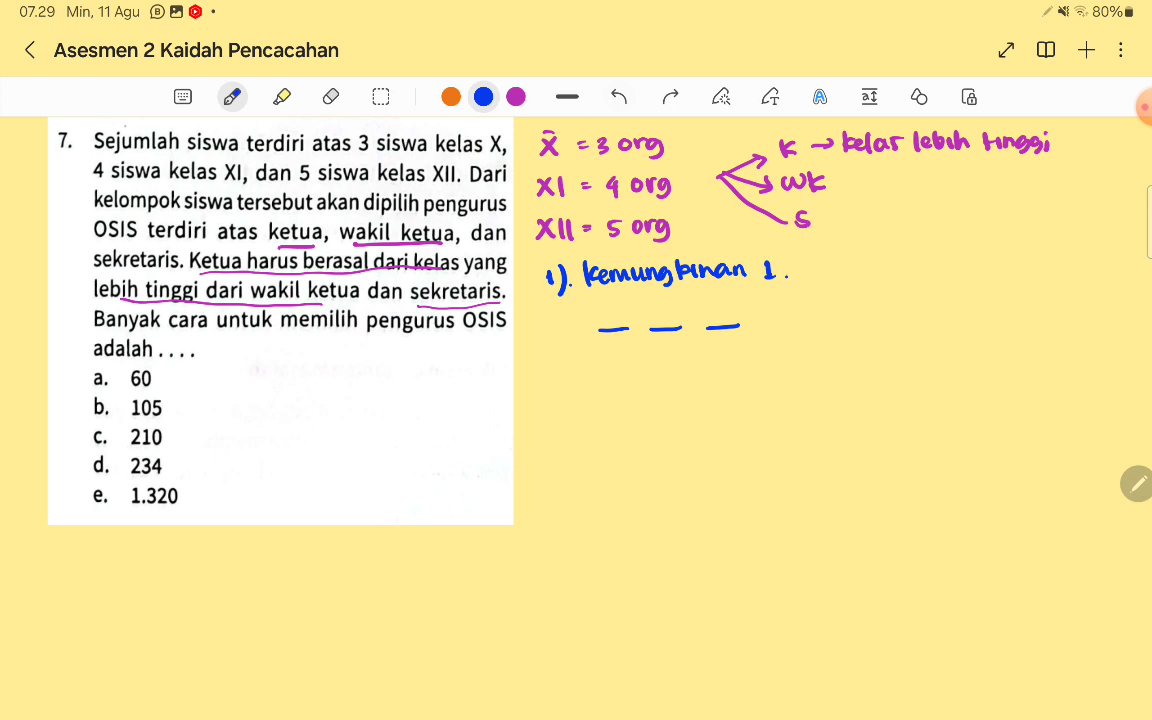 07.29 Min, 11 Agu
80%
Asesmen 2 Kaidah Pencacahan
7. Sejumlah siswa terdiri atas 3 siswa kelas X,
4 siswa kelas XI, dan 5 siswa kelas XII. Dari
kelompok siswa tersebut akan dipilih pengurus
OSIS terdiri atas ketua, wakil ketua, dan
sekretaris. Ketua harus berasal dari kelas yang
lebih tinggi dari wakil ketua dan sekretaris.
Banyak cara untuk memilih pengurus OSIS
adalah . . . .
a. 60
b. 105
c. 210
d. 234
e. 1.320
X = 3 org
XI = 4 org
XII = 5 org
K → kelas lebih tinggi
WK
S
1). Kemungkinan 1.